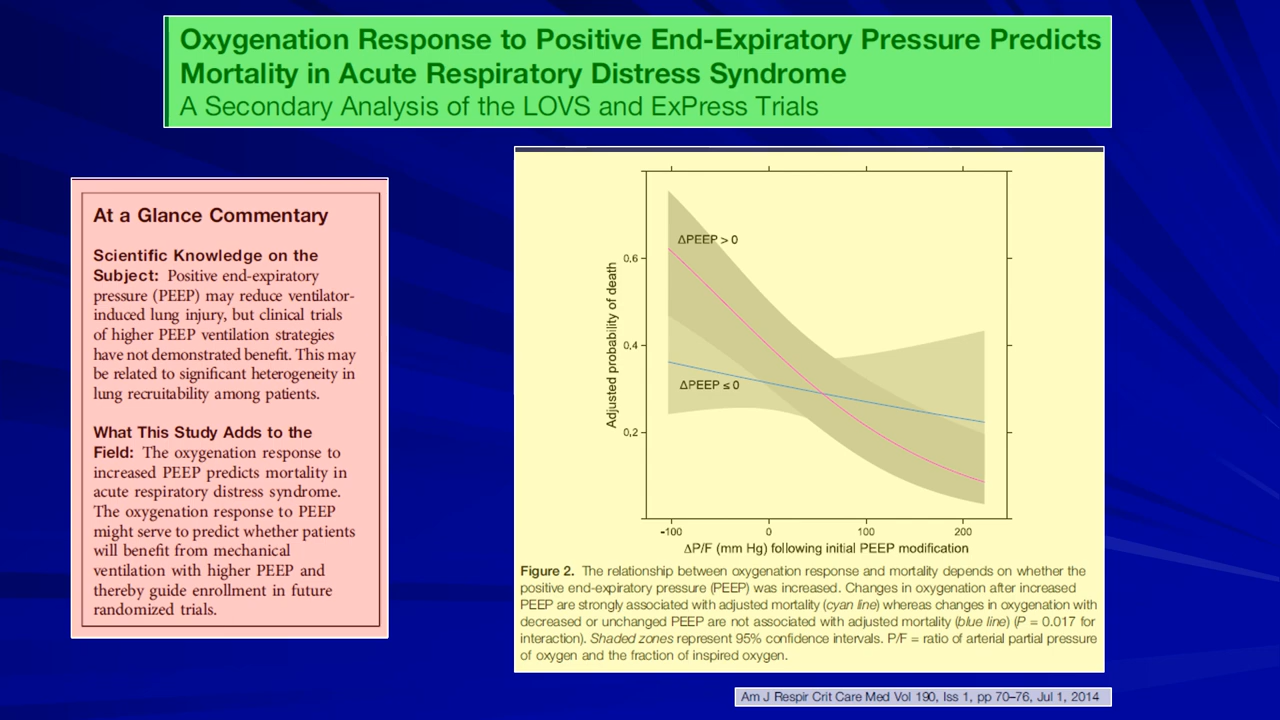 Oxygenation Response to Positive End-Expiratory Pressure Predicts
Mortality in Acute Respiratory Distress Syndrome
A Secondary Analysis of the LOVS and ExPress Trials
At a Glance Commentary
Scientific Knowledge on the
Subject: Positive end-expiratory
pressure (PEEP) may reduce ventilator-
induced lung injury, but clinical trials
of higher PEEP ventilation strategies
have not demonstrated benefit. This may
be related to significant heterogeneity in
lung recruitability among patients.
What This Study Adds to the
Field: The oxygenation response to
increased PEEP predicts mortality in
acute respiratory distress syndrome.
The oxygenation response to PEEP
might serve to predict whether patients
will benefit from mechanical
ventilation with higher PEEP and
thereby guide enrollment in future
randomized trials.
Adjusted probability of death
0,6
0,4
0,2
ΔPEEP > 0
ΔPEEP ≤ 0
-100 0 100 200
ΔP/F (mm Hg) following initial PEEP modification
Figure 2. The relationship between oxygenation response and mortality depends on whether the
positive end-expiratory pressure (PEEP) was increased. Changes in oxygenation after increased
PEEP are strongly associated with adjusted mortality (cyan line) whereas changes in oxygenation with
decreased or unchanged PEEP are not associated with adjusted mortality (blue line) (P = 0.017 for
interaction). Shaded zones represent 95% confidence intervals. P/F = ratio of arterial partial pressure
of oxygen and the fraction of inspired oxygen.
Am J Respir Crit Care Med Vol 190, Iss 1, pp 70–76, Jul 1, 2014